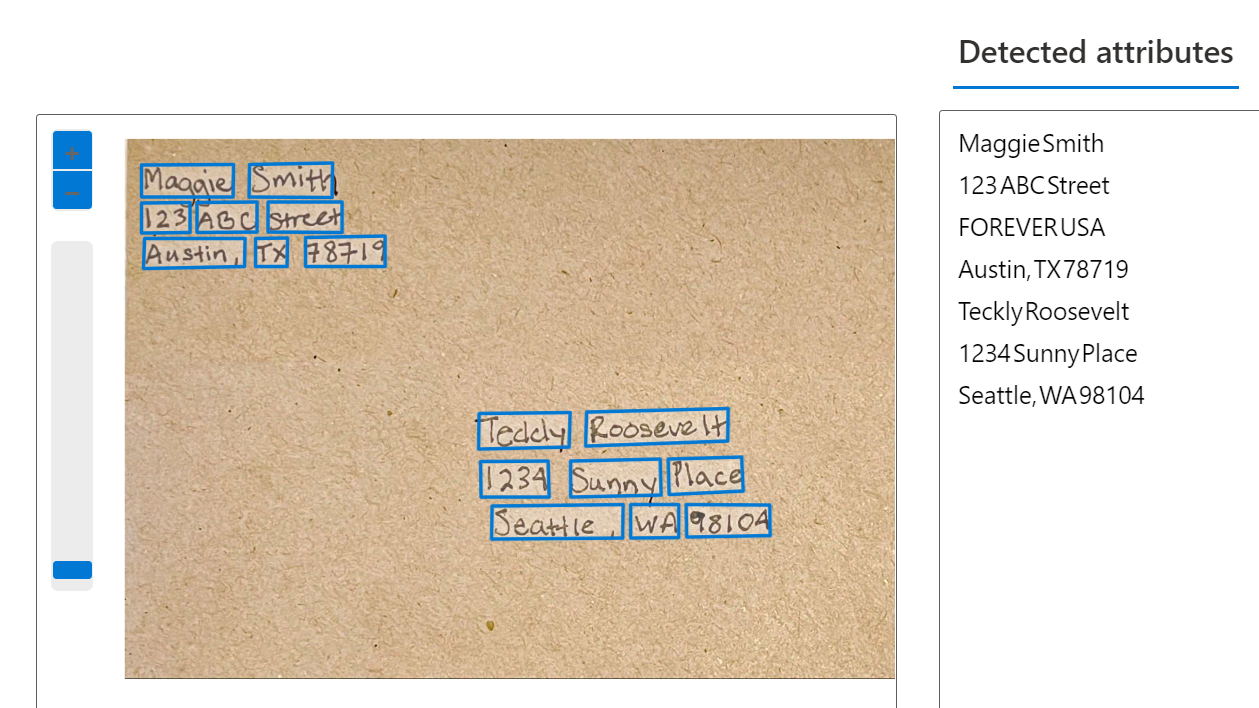 Detected attributes
Maggie Smith
123 ABC Street
Austin, TX 78719
Teddly Roosevelt
1234 Sunny Place
Seattle, WA 98104
Maggie Smith
123 ABC Street
FOREVER USA
Austin, TX 78719
Teckly Roosevelt
1234 Sunny Place
Seattle, WA 98104